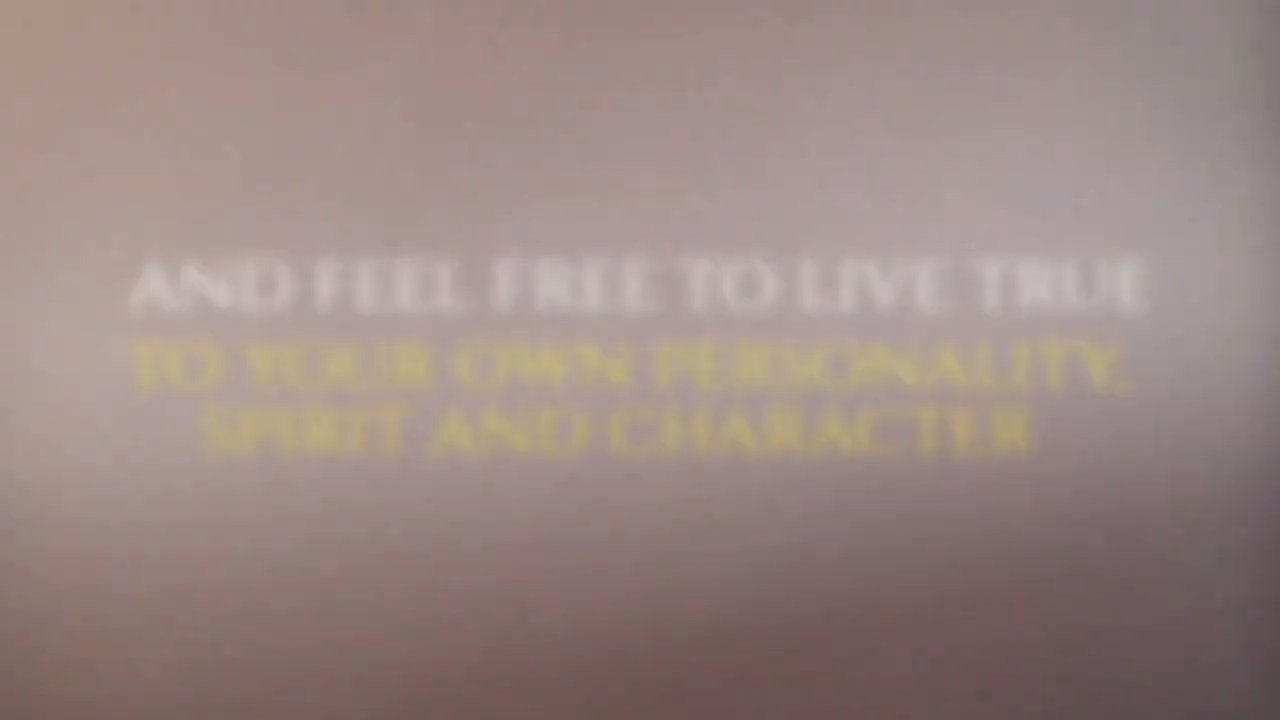 AND FEEL FREE TO LIVE TRUE
TO YOUR OWN PERSONALITY,
SPIRIT AND CHARACTER